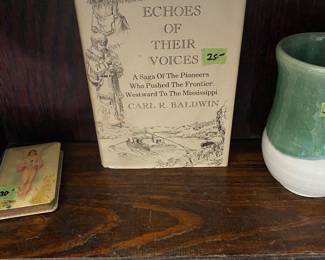 ECHOES
OF
THEIR
VOICES
25-
A Saga Of The Pioneers
Who Pushed The Frontier
Westward To The Mississippi
CARL R. BALDWIN